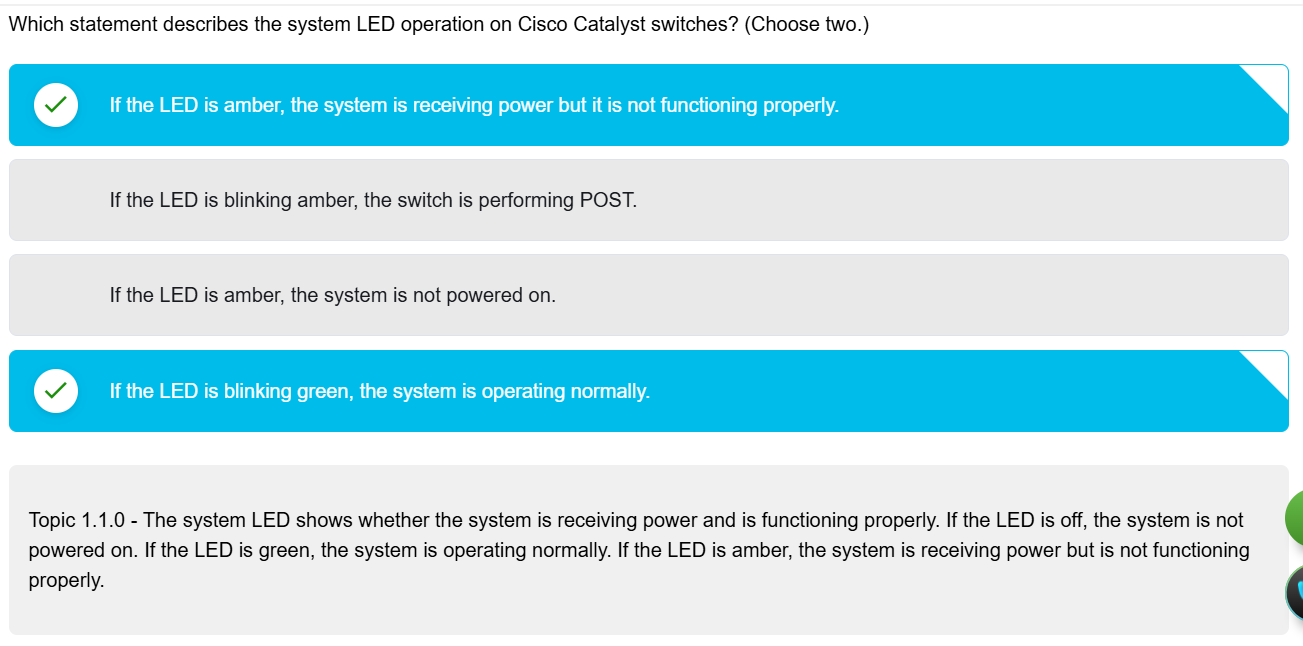 Which statement describes the system LED operation on Cisco Catalyst switches? (Choose two.)
If the LED is amber, the system is receiving power but it is not functioning properly.
If the LED is blinking amber, the switch is performing POST.
If the LED is amber, the system is not powered on.
If the LED is blinking green, the system is operating normally.
Topic 1.1.0 - The system LED shows whether the system is receiving power and is functioning properly. If the LED is off, the system is not
powered on. If the LED is green, the system is operating normally. If the LED is amber, the system is receiving power but is not functioning
properly.